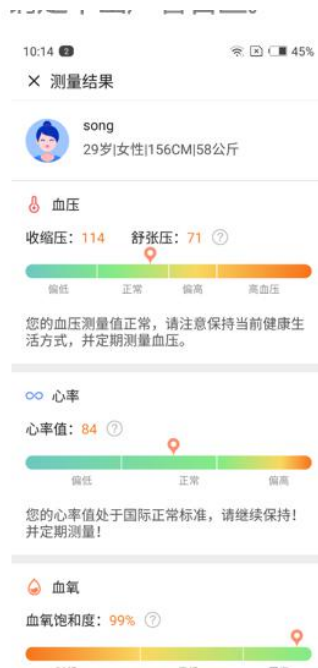 10:14 2 45%
× 测量结果
song
29岁|女性|156CM|58公斤
血压
收缩压：114 舒张压：71 ?
偏低 正常 偏高 高血压
您的血压测量值正常，请注意保持当前健康生
活方式，并定期测量血压。
心率
心率值：84 ?
偏低 正常 偏高
您的心率值处于国际正常标准，请继续保持！
并定期测量！
血氧
血氧饱和度：99% ?